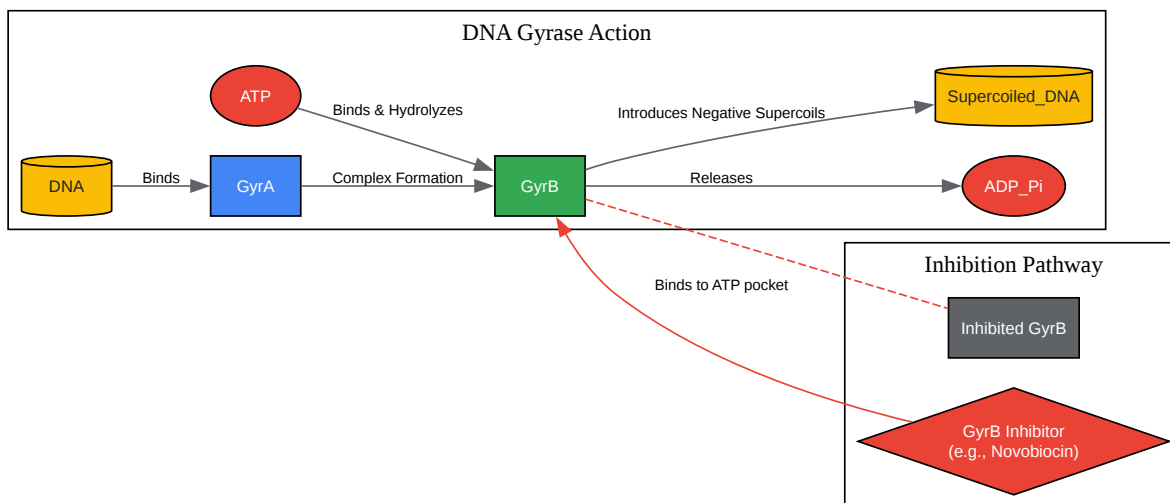 DNA Gyrase Action
ATP
Binds & Hydrolyzes
Introduces Negative Supercoils
Supercoiled_DNA
DNA
Binds
GyrA
Complex Formation
GyrB
Releases
ADP_Pi
Inhibition Pathway
Binds to ATP pocket
Inhibited GyrB
GyrB Inhibitor
(e.g., Novobiocin)